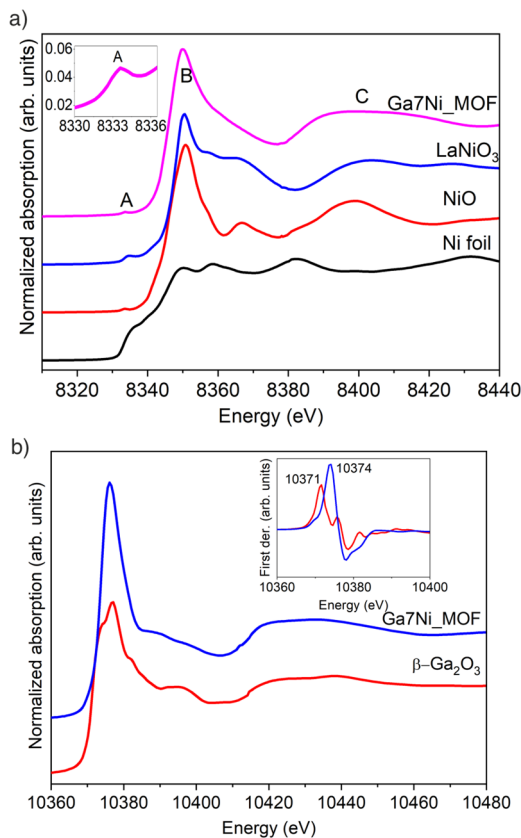 a)
Normalized absorption (arb. units)
0.06
0.04
0.02
A
8330 8333 8336
A
B
C
Ga7Ni_MOF
LaNiO3
NiO
Ni foil
8320 8340 8360 8380 8400 8420 8440
Energy (eV)
b)
Normalized absorption (arb. units)
First der. (arb. units)
10371
10374
10360 10380 10400
Energy (eV)
Ga7Ni_MOF
β–Ga2O3
10360 10380 10400 10420 10440 10460 10480
Energy (eV)